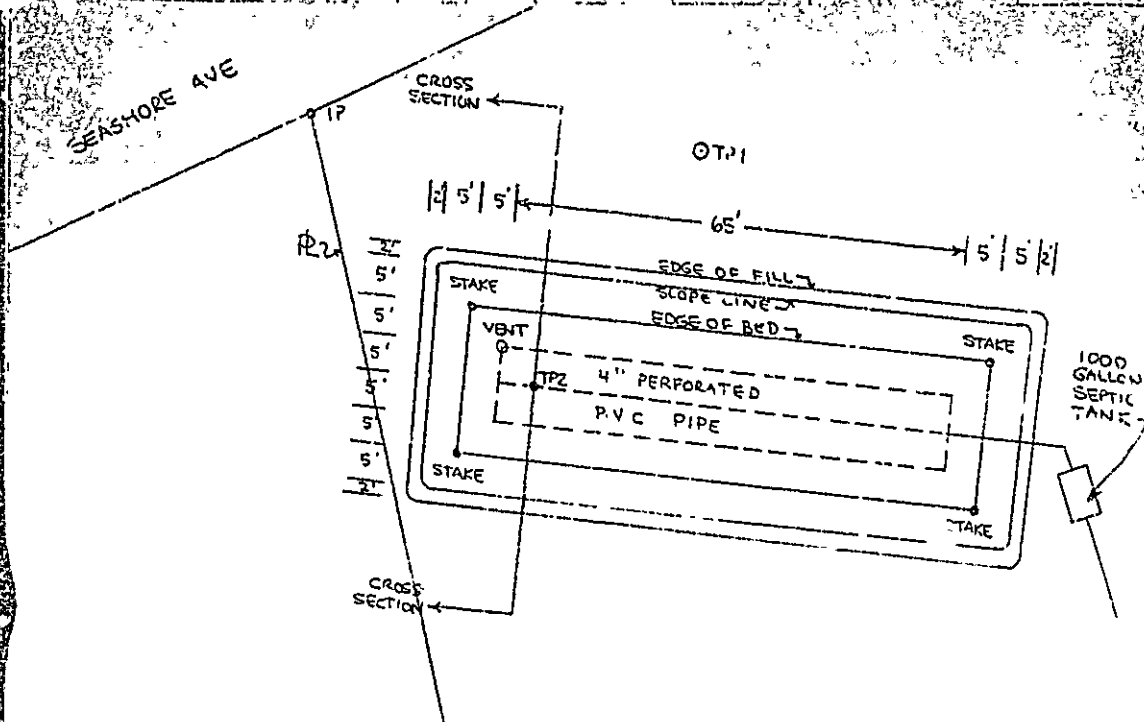 SEASHORE AVE
IP
CROSS
SECTION
TP1
2' 5' 5'
65'
5' 5' 2'
PL
2'
5'
5'
5'
5'
5'
5'
2'
EDGE OF FILL
SLOPE LINE
EDGE OF BED
STAKE
STAKE
VENT
TP2
4" PERFORATED
P.V.C PIPE
STAKE
STAKE
1000
GALLON
SEPTIC
TANK
CROSS
SECTION